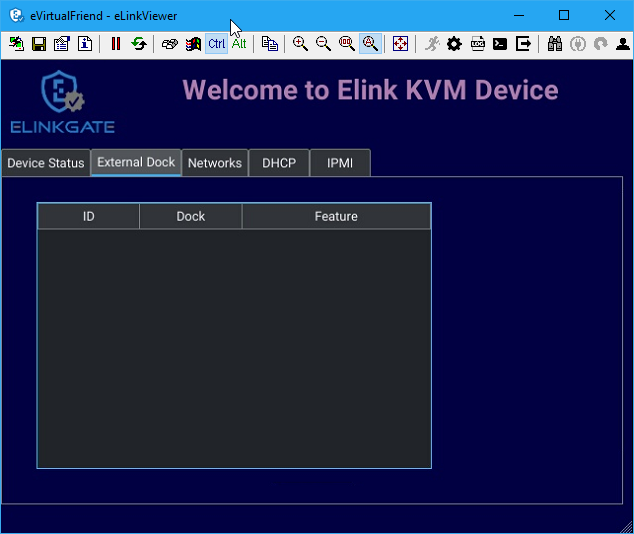 eVirtualFriend - eLinkViewer
Ctrl Alt
ELINKGATE
Welcome to Elink KVM Device
Device Status External Dock Networks DHCP IPMI
ID Dock Feature